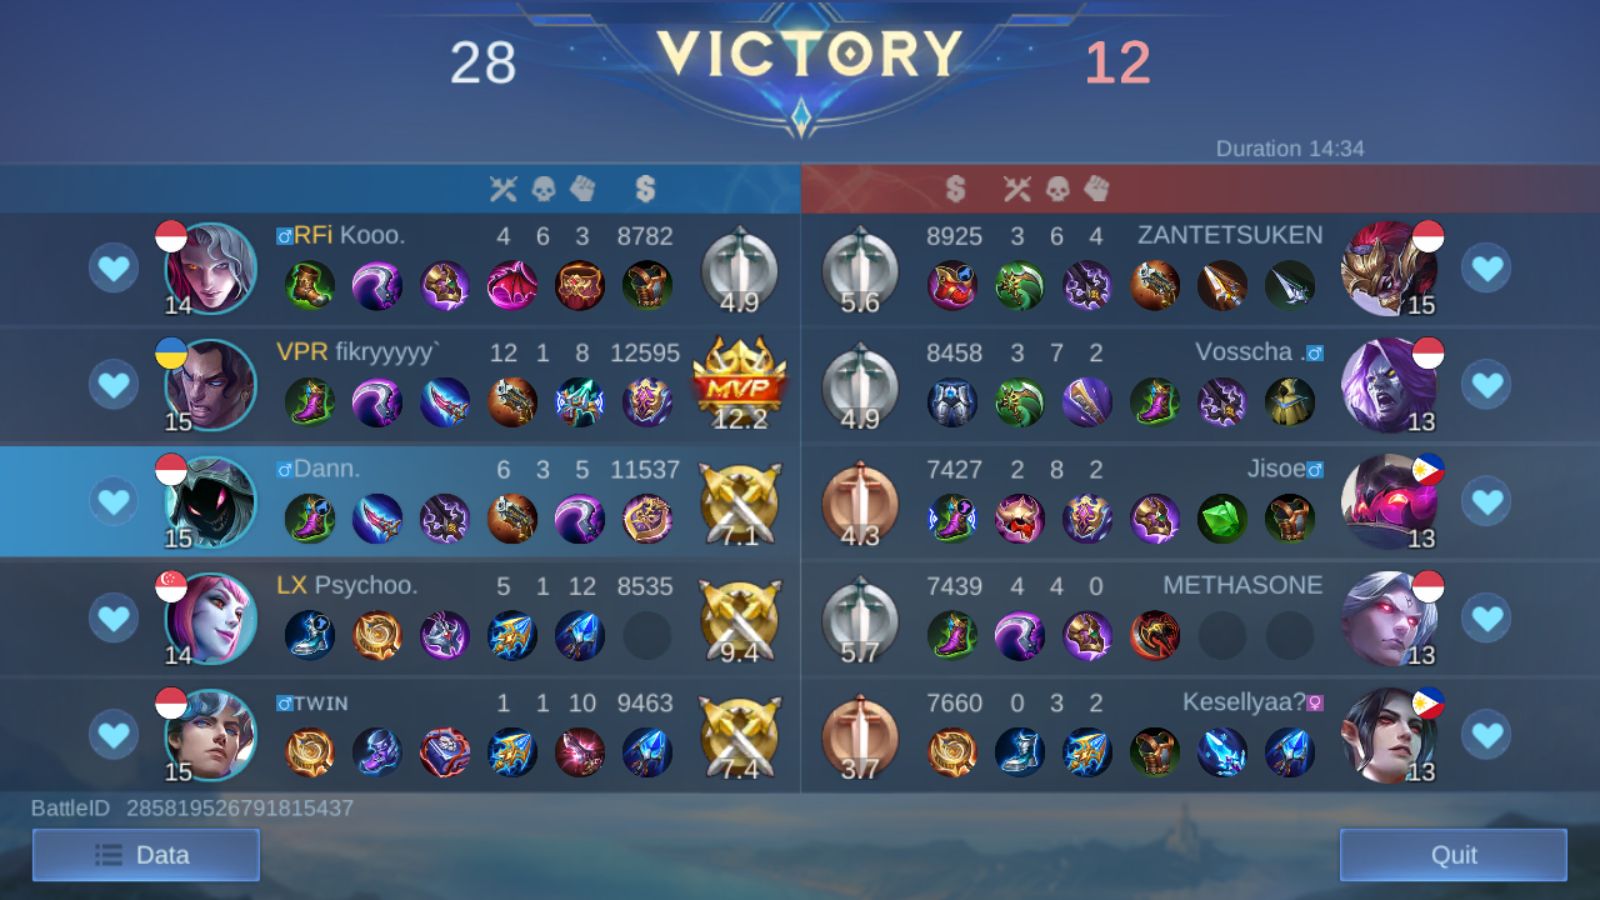 28 VICTORY 12
Duration 14:34
RFi Kooo. 4 6 3 8782
14 4.9
8925 3 6 4 ZANTETSUKEN
5.6 15
VPR fikryyyyy` 12 1 8 12595
MVP
15 12.2
8458 3 7 2 Vosscha .
4.9 13
Dann. 6 3 5 11537
15 7.1
7427 2 8 2 Jisoe
4.3 13
LX Psychoo. 5 1 12 8535
14 9.4
7439 4 4 0 METHASONE
5.7 13
TWIN 1 1 10 9463
15 7.4
7660 0 3 2 Kesellyaa?
3.7 13
BattleID 285819526791815437
Data
Quit